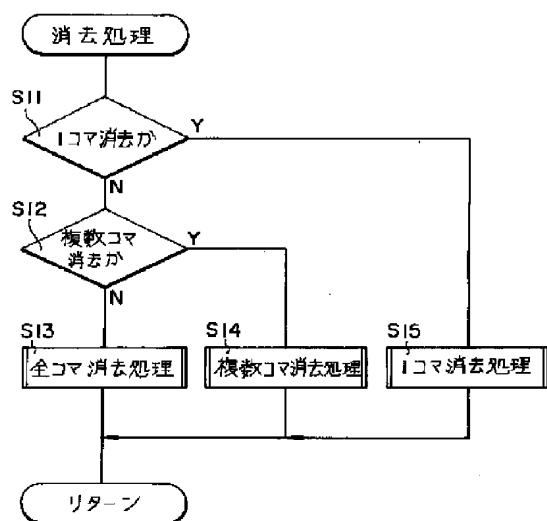 消去処理
S11
1コマ消去か
Y
N
S12
複数コマ
消去か
Y
N
S13
全コマ消去処理
S14
複数コマ消去処理
S15
1コマ消去処理
リターン